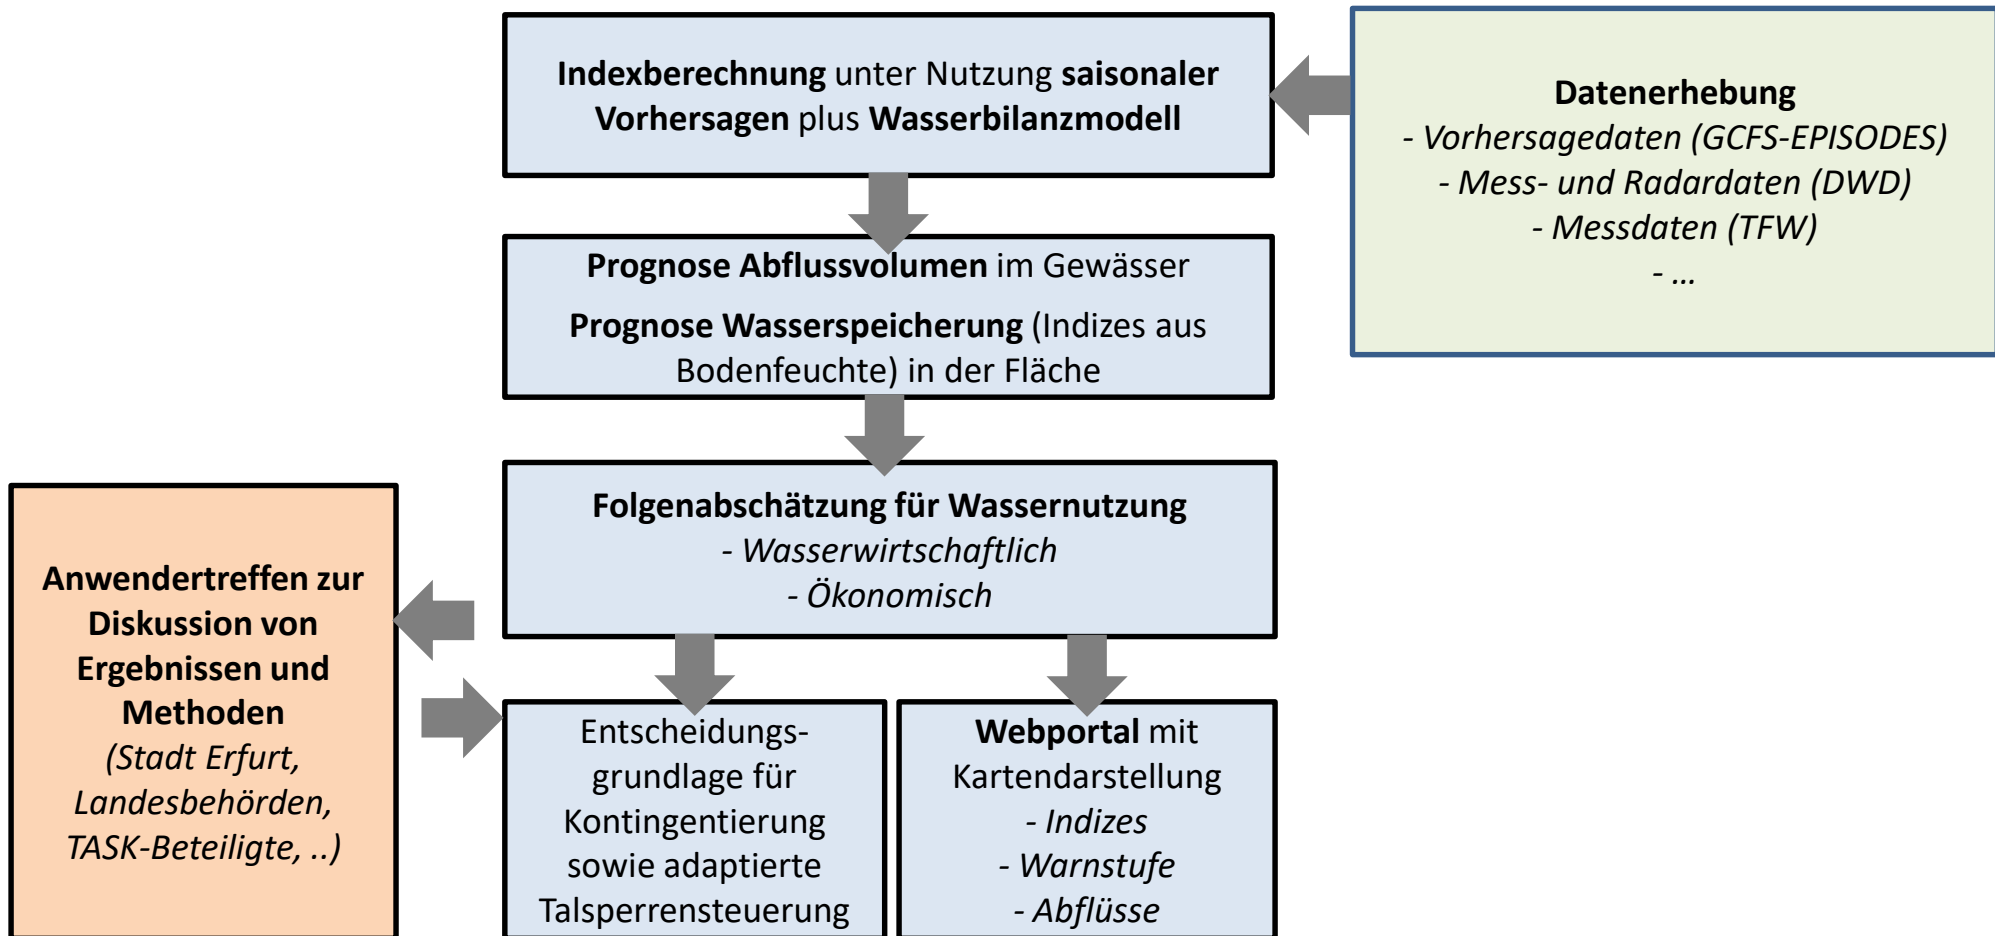 Indexberechnung unter Nutzung saisonaler
Vorhersagen plus Wasserbilanzmodell
Datenerhebung
- Vorhersagedaten (GCFS-EPISODES)
- Mess- und Radardaten (DWD)
- Messdaten (TFW)
- ...
Prognose Abflussvolumen im Gewässer
Prognose Wasserspeicherung (Indizes aus
Bodenfeuchte) in der Fläche
Folgenabschätzung für Wassernutzung
- Wasserwirtschaftlich
- Ökonomisch
Anwendertreffen zur
Diskussion von
Ergebnissen und
Methoden
(Stadt Erfurt,
Landesbehörden,
TASK-Beteiligte, ..)
Entscheidungs-
grundlage für
Kontingentierung
sowie adaptierte
Talsperrensteuerung
Webportal mit
Kartendarstellung
- Indizes
- Warnstufe
- Abflüsse